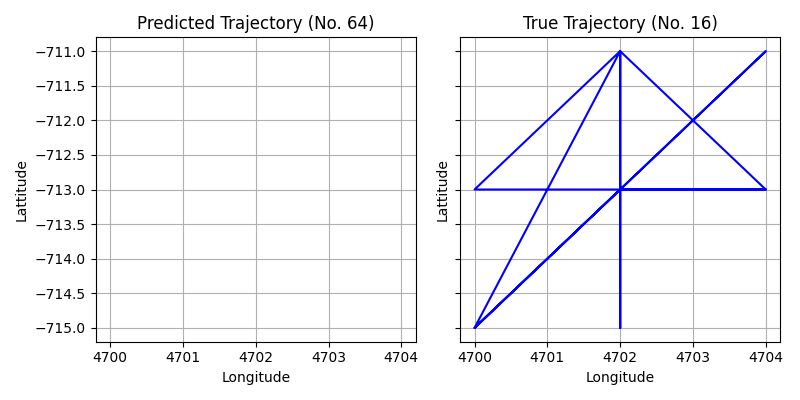 Predicted Trajectory (No. 64)
True Trajectory (No. 16)
−711.0
−711.5
−712.0
−712.5
−713.0
−713.5
−714.0
−714.5
−715.0
Lattitude
Lattitude
4700 4701 4702 4703 4704
4700 4701 4702 4703 4704
Longitude
Longitude